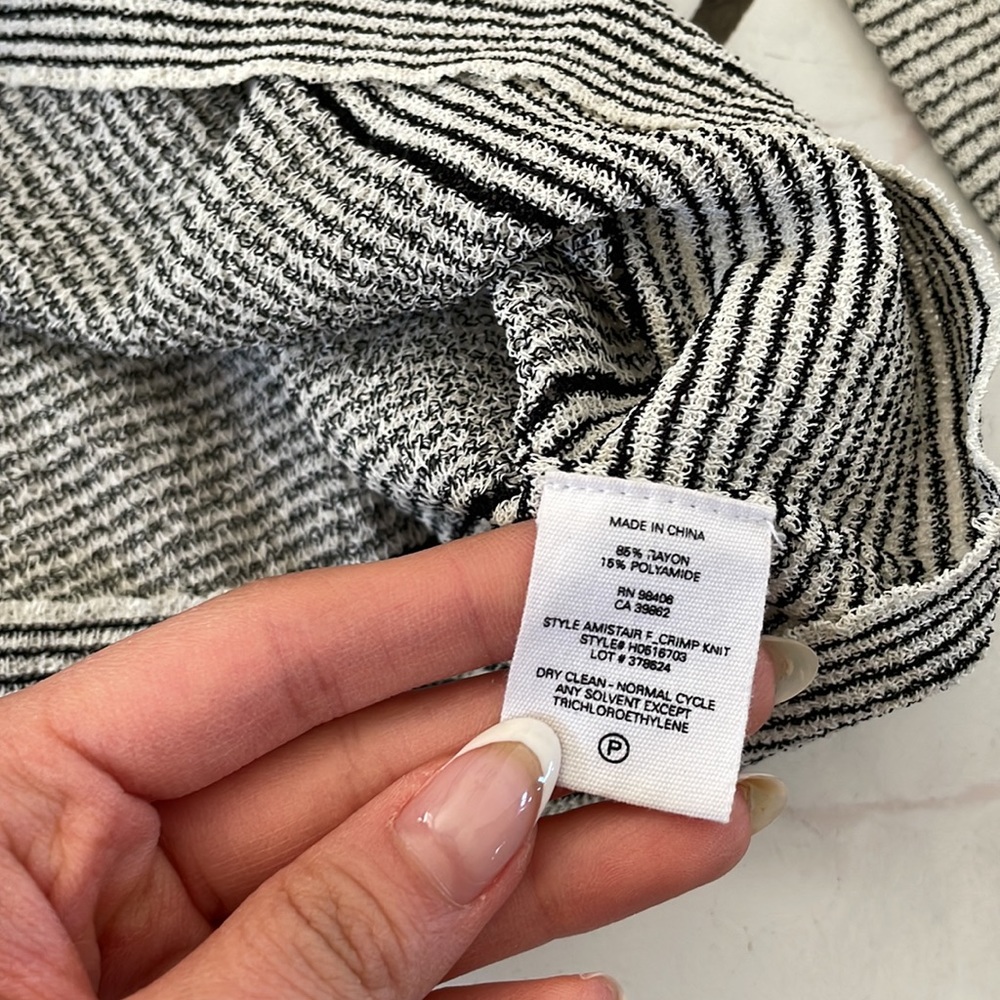 MADE IN CHINA
85% RAYON
15% POLYAMIDE
RN 98406
CA 39862
STYLE AMISTAIR F_CRIMP KNIT
STYLE# H0516703
LOT # 378624
DRY CLEAN - NORMAL CYCLE
ANY SOLVENT EXCEPT
TRICHLOROETHYLENE
P